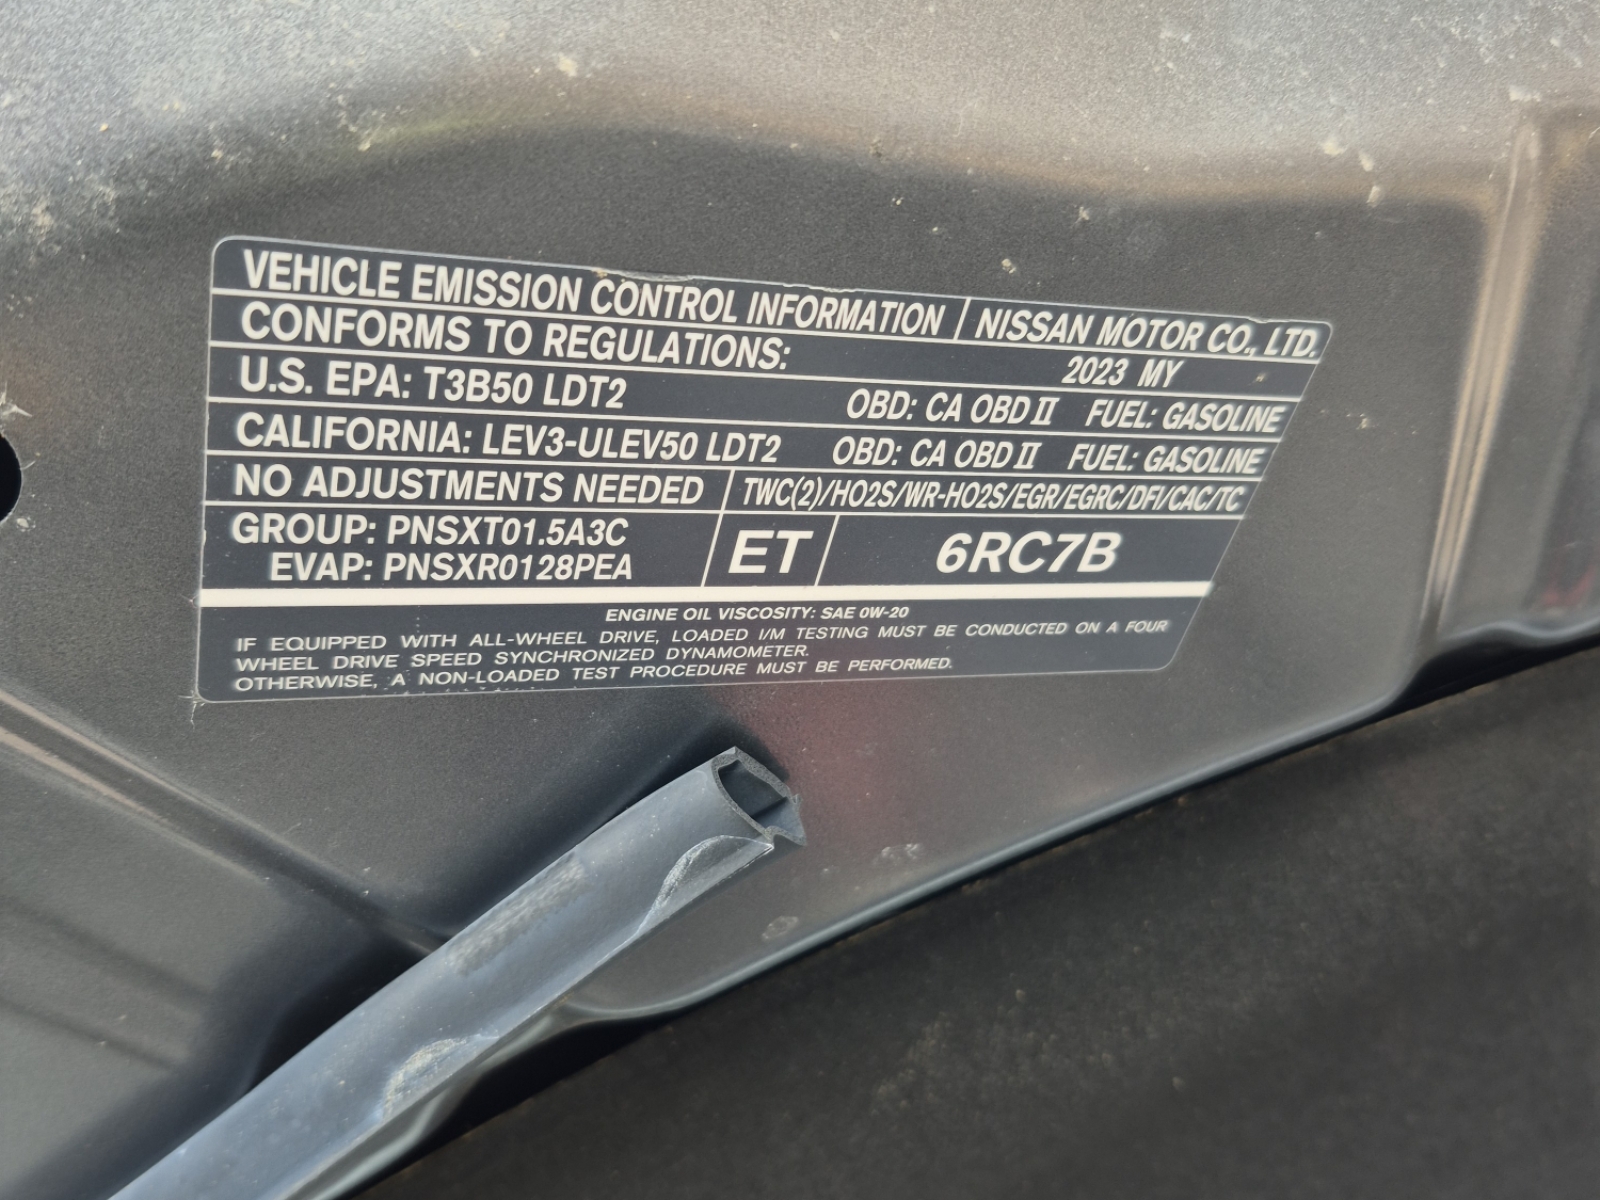 VEHICLE EMISSION CONTROL INFORMATION NISSAN MOTOR CO., LTD.
CONFORMS TO REGULATIONS: 2023 MY
U.S. EPA: T3B50 LDT2 OBD: CA OBD II FUEL: GASOLINE
CALIFORNIA: LEV3-ULEV50 LDT2 OBD: CA OBD II FUEL: GASOLINE
NO ADJUSTMENTS NEEDED TWC(2)/HO2S/WR-HO2S/EGR/EGRC/DFI/CAC/TC
GROUP: PNSXT01.5A3C
EVAP: PNSXR0128PEA
ET 6RC7B
ENGINE OIL VISCOSITY: SAE 0W-20
IF EQUIPPED WITH ALL-WHEEL DRIVE, LOADED I/M TESTING MUST BE CONDUCTED ON A FOUR
WHEEL DRIVE SPEED SYNCHRONIZED DYNAMOMETER.
OTHERWISE, A NON-LOADED TEST PROCEDURE MUST BE PERFORMED.